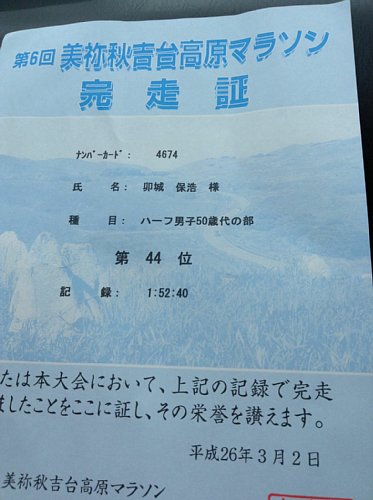 第6回 美祢秋吉台高原マラソン
完走証
ナンバーカード： 4674
氏 名： 卯城 保浩 様
種 目： ハーフ男子50歳代の部
第 44 位
記 録： 1:52:40
たは本大会において、上記の記録で完走
ましたことをここに証し、その栄誉を讃えます。
平成26年3月2日
美祢秋吉台高原マラソン